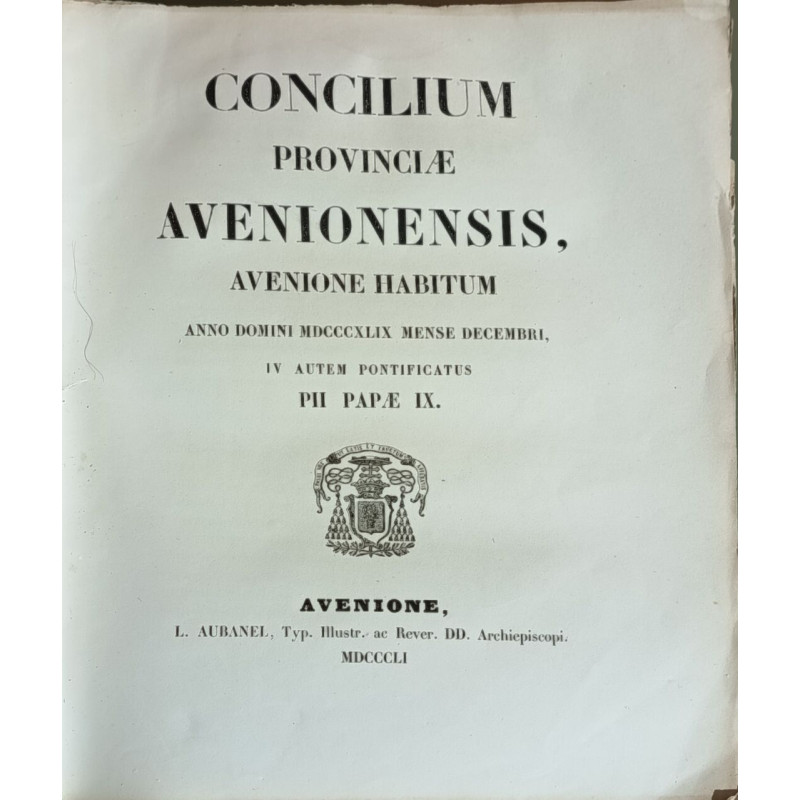 CONCILIUM
PROVINCIÆ
AVENIONENSIS,
AVENIONE HABITUM
ANNO DOMINI MDCCCXLIX MENSE DECEMBRI,
IV AUTEM PONTIFICATUS
PII PAPÆ IX.
AVENIONE,
L. AUBANEL, Typ. Illustr. ac Rever. DD. Archiepiscopi.
MDCCCLI